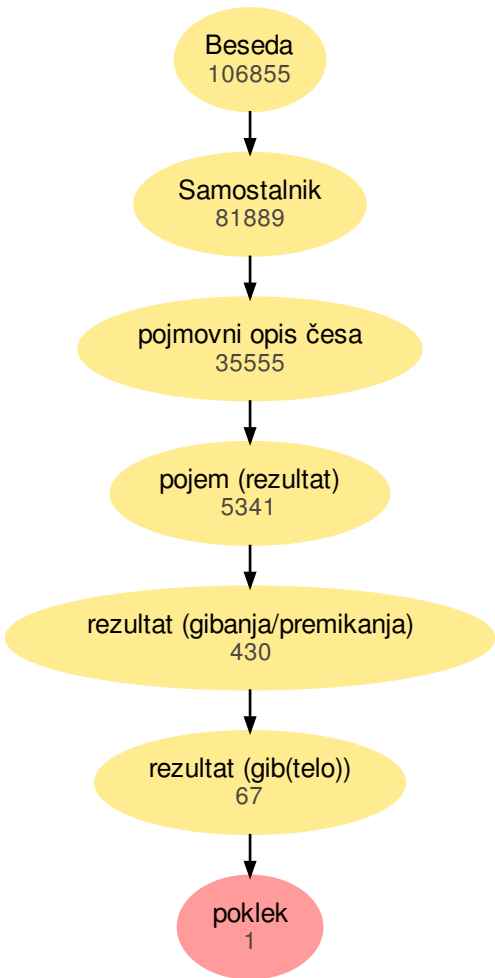 Beseda
106855
Samostalnik
81889
pojmovni opis česa
35555
pojem (rezultat)
5341
rezultat (gibanja/premikanja)
430
rezultat (gib(telo))
67
poklek
1